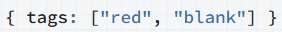 { tags: ["red", "blank"] }